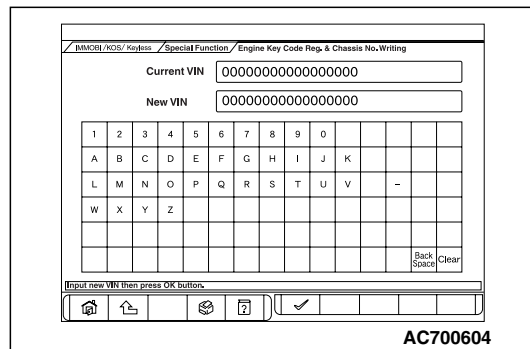 IMMOBI /KOS/ Keyless / Special Function / Engine Key Code Reg. & Chassis No. Writing
Current VIN 00000000000000000
New VIN 00000000000000000
1 2 3 4 5 6 7 8 9 0
A B C D E F G H I J K
L M N O P Q R S T U V –
W X Y Z
Back Space Clear
Input new VIN then press OK button.
?
AC700604